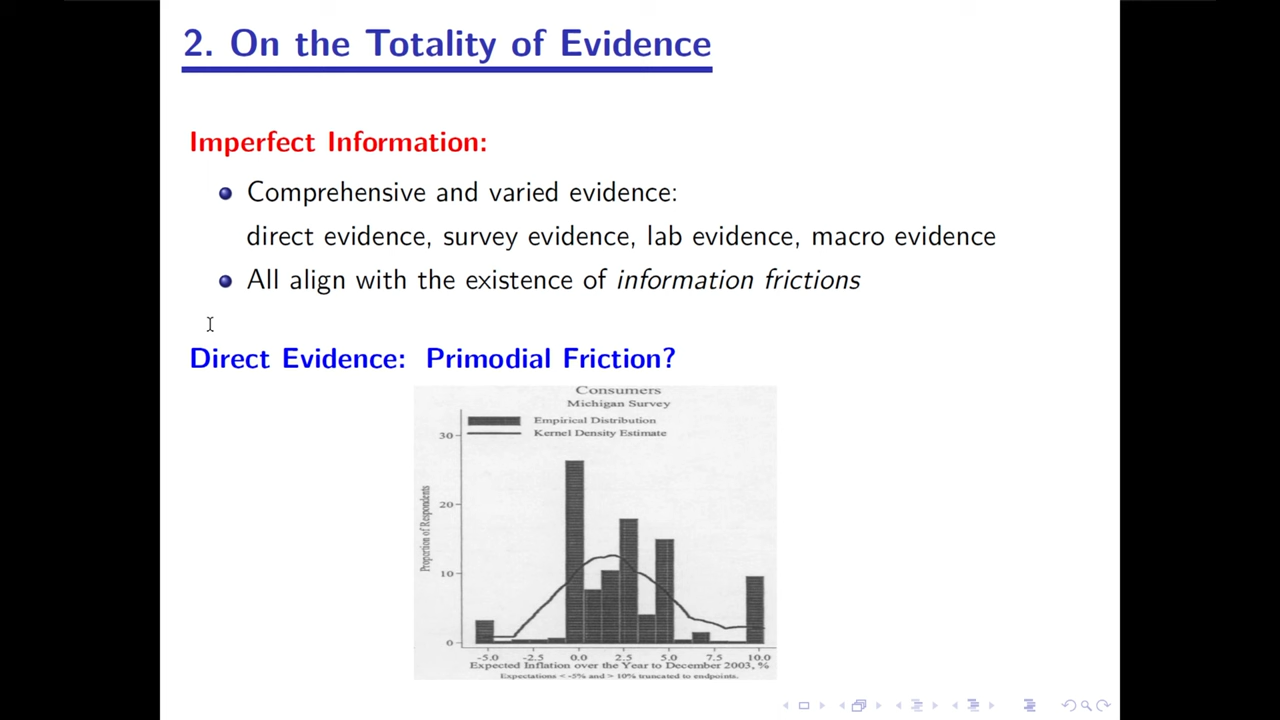 2. On the Totality of Evidence
Imperfect Information:
Comprehensive and varied evidence:
direct evidence, survey evidence, lab evidence, macro evidence
All align with the existence of information frictions
Direct Evidence: Primodial Friction?
Consumers
Michigan Survey
Empirical Distribution
Kernel Density Estimate
30
20
10
0
Proportion of Respondents
-5.0 -2.5 0.0 2.5 5.0 7.5 10.0
Expected Inflation over the Year to December 2003, %
Expectations < -5% and > 10% truncated to endpoints.